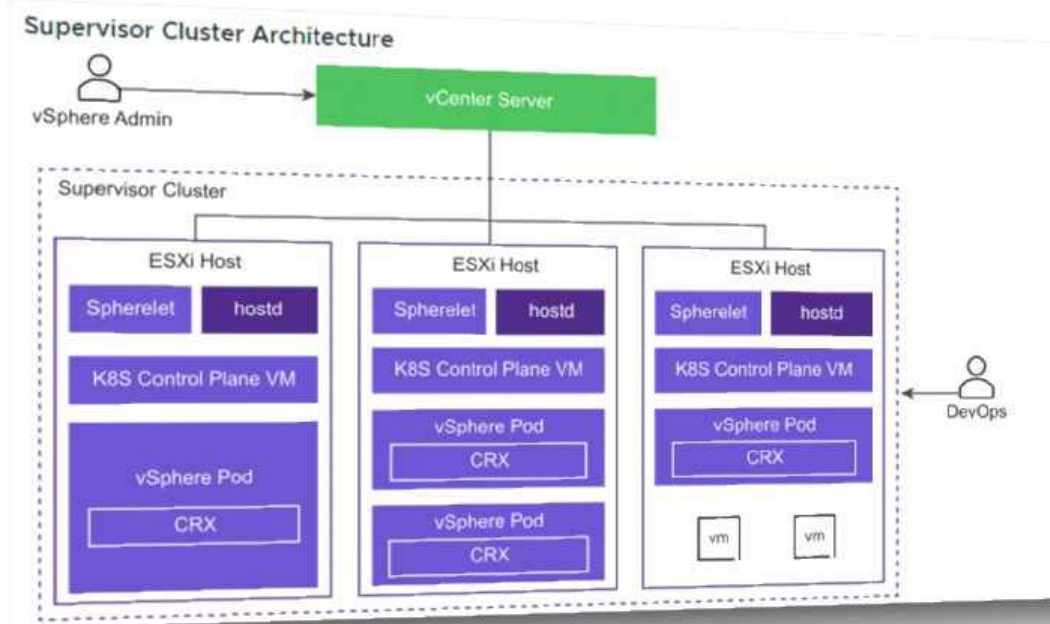 Supervisor Cluster Architecture
vCenter Server
vSphere Admin
Supervisor Cluster
ESXi Host
Spherelet
hostd
K8S Control Plane VM
vSphere Pod
CRX
ESXi Host
Spherelet
hostd
K8S Control Plane VM
vSphere Pod
CRX
vSphere Pod
CRX
ESXi Host
Spherelet
hostd
K8S Control Plane VM
vSphere Pod
CRX
vm
vm
DevOps